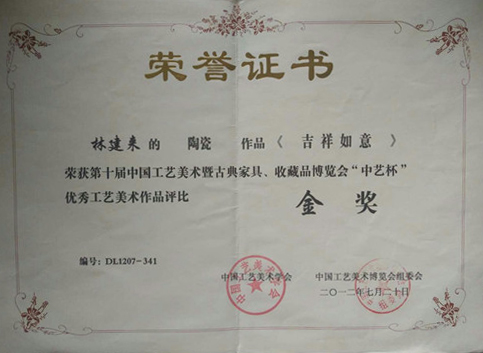 荣誉证书
林建来的 陶瓷 作品《 吉祥如意 》
荣获第十届中国工艺美术暨古典家具、收藏品博览会“中艺杯”
优秀工艺美术作品评比 金 奖
编号：DL1207-341
中国工艺美术学会 中国工艺美术博览会组委会
二〇一二年七月二十日